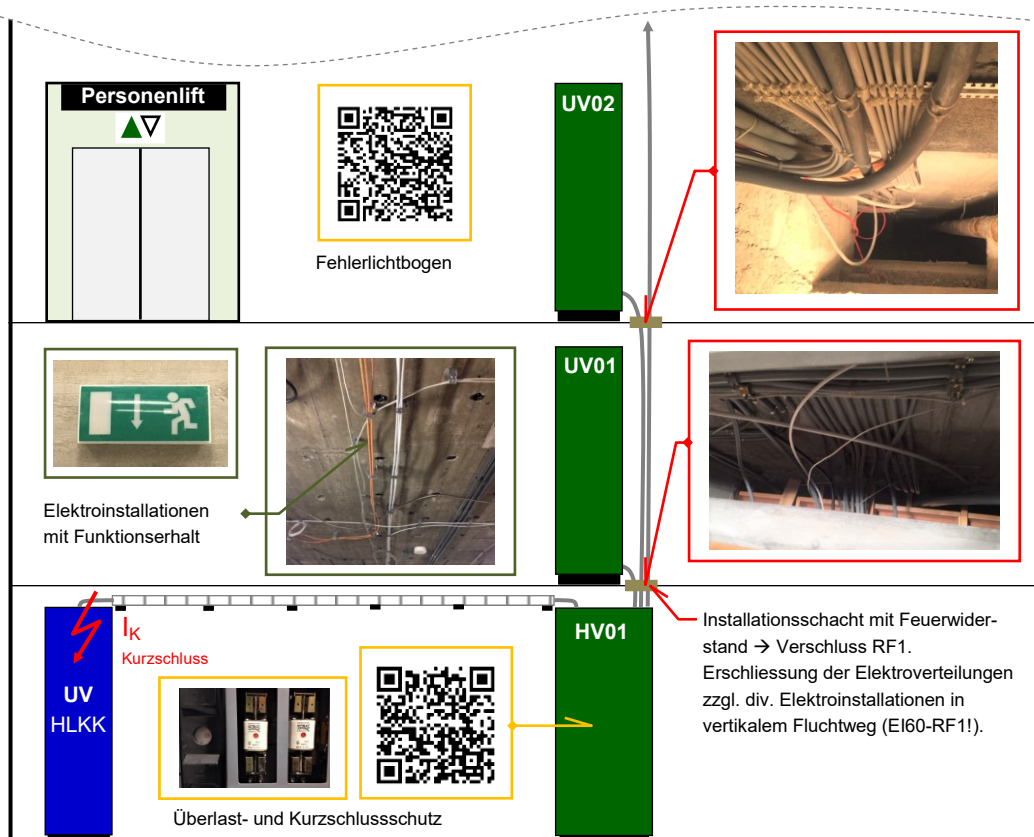 Personenlift
UV02
Fehlerlichtbogen
UV01
Elektroinstallationen
mit Funktionserhalt
IK
Kurzschluss
UV
HLKK
HV01
Installationsschacht mit Feuerwider-
stand → Verschluss RF1.
Erschliessung der Elektroverteilungen
zzgl. div. Elektroinstallationen in
vertikalem Fluchtweg (EI60-RF1!).
Überlast- und Kurzschlussschutz